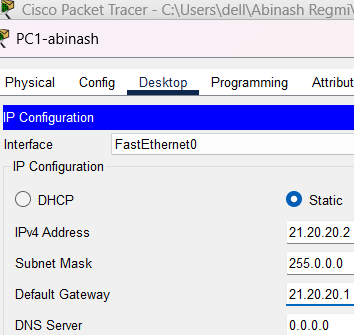 Cisco Packet Tracer - C:\Users\dell\Abinash Regmi\
PC1-abinash
Physical Config Desktop Programming Attribut
IP Configuration
Interface FastEthernet0
IP Configuration
DHCP Static
IPv4 Address 21.20.20.2
Subnet Mask 255.0.0.0
Default Gateway 21.20.20.1
DNS Server 0.0.0.0